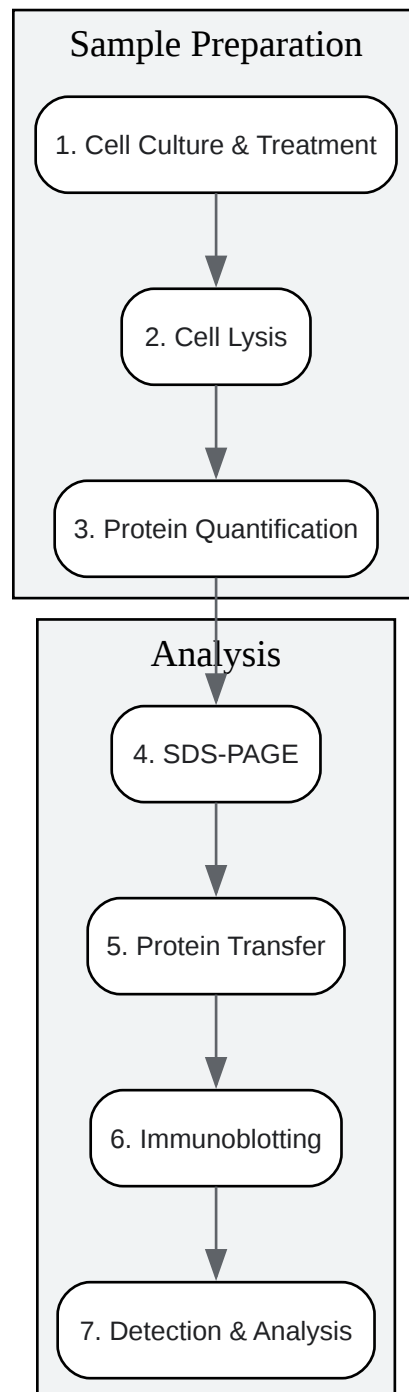 Sample Preparation
1. Cell Culture & Treatment
2. Cell Lysis
3. Protein Quantification
Analysis
4. SDS-PAGE
5. Protein Transfer
6. Immunoblotting
7. Detection & Analysis